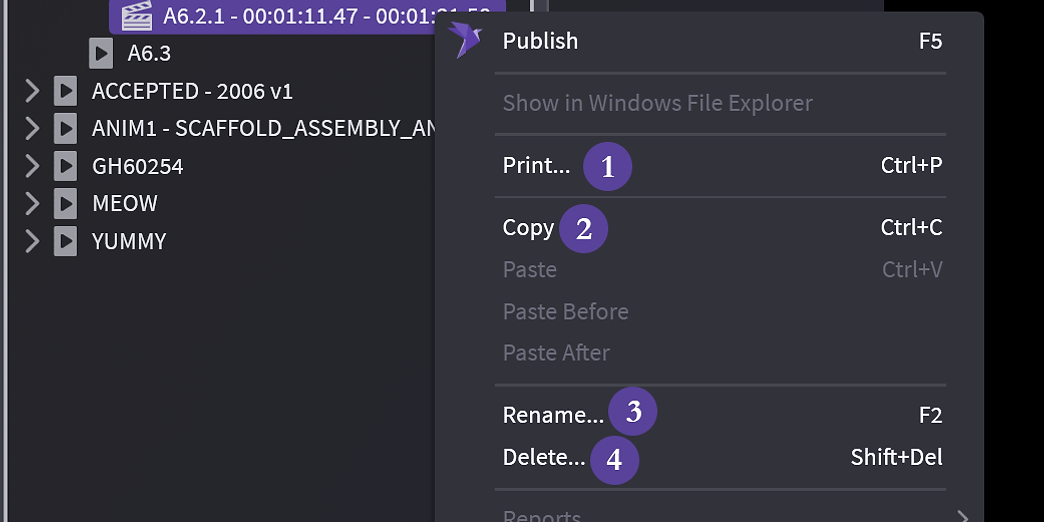 A6.2.1 - 00:01:11.47 - 00:01:
Publish F5
A6.3
ACCEPTED - 2006 v1
Show in Windows File Explorer
ANIM1 - SCAFFOLD_ASSEMBLY_AN
GH60254
Print... 1 Ctrl+P
MEOW
Copy 2 Ctrl+C
YUMMY
Paste Ctrl+V
Paste Before
Paste After
Rename... 3 F2
Delete... 4 Shift+Del
Reports